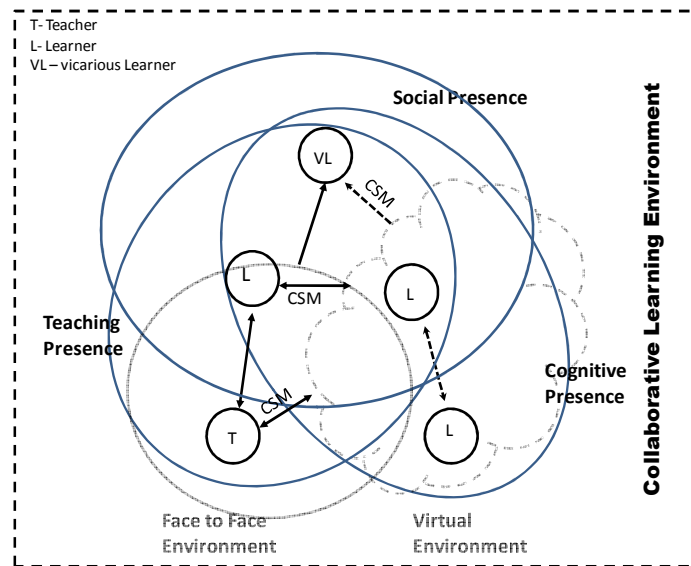 T- Teacher
L- Learner
VL – vicarious Learner
Social Presence
VL
CSM
Collaborative Learning Environment
L
CSM
L
Teaching
Presence
Cognitive
Presence
CSM
T
L
Face to Face
Environment
Virtual
Environment